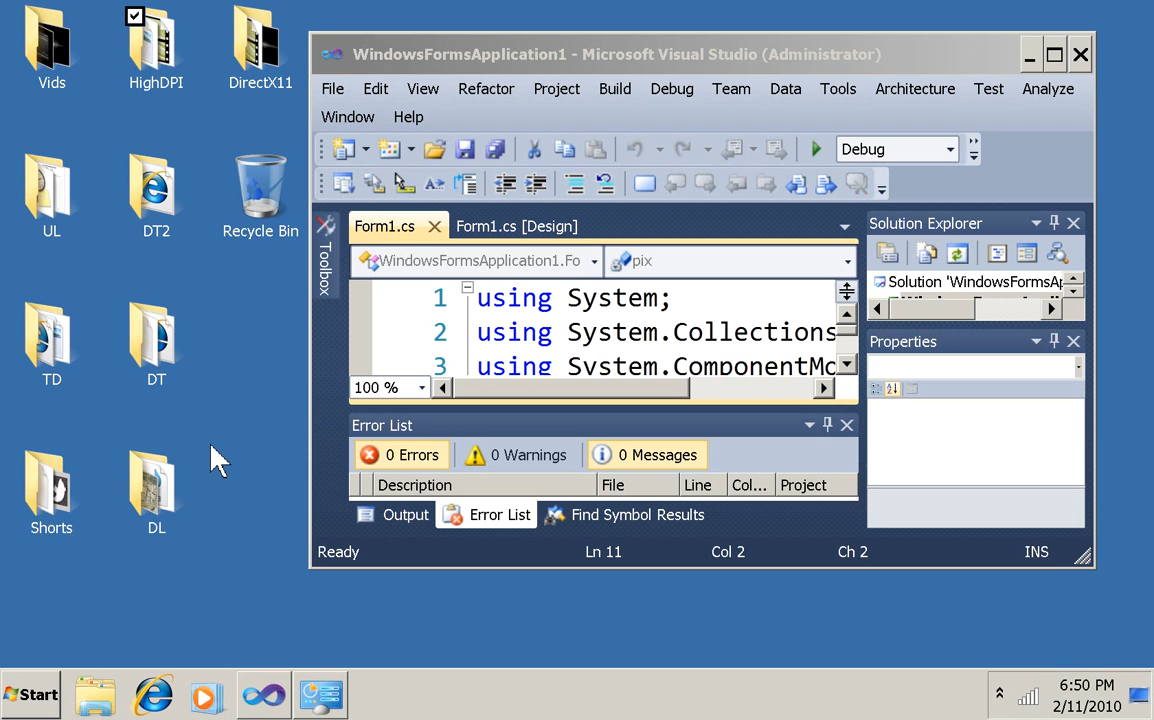 Vids
HighDPI
DirectX11
UL
DT2
Recycle Bin
TD
DT
Shorts
DL
WindowsFormsApplication1 - Microsoft Visual Studio (Administrator)
File Edit View Refactor Project Build Debug Team Data Tools Architecture Test Analyze
Window Help
Debug
Toolbox
Form1.cs Form1.cs [Design]
WindowsFormsApplication1.Fo pix
1 using System;
2 using System.Collections
3 using System.ComponentMo
100 %
Solution Explorer
Solution 'WindowsFormsAp
Properties
Error List
0 Errors 0 Warnings 0 Messages
Description File Line Col... Project
Output Error List Find Symbol Results
Ready Ln 11 Col 2 Ch 2 INS
Start
6:50 PM
2/11/2010